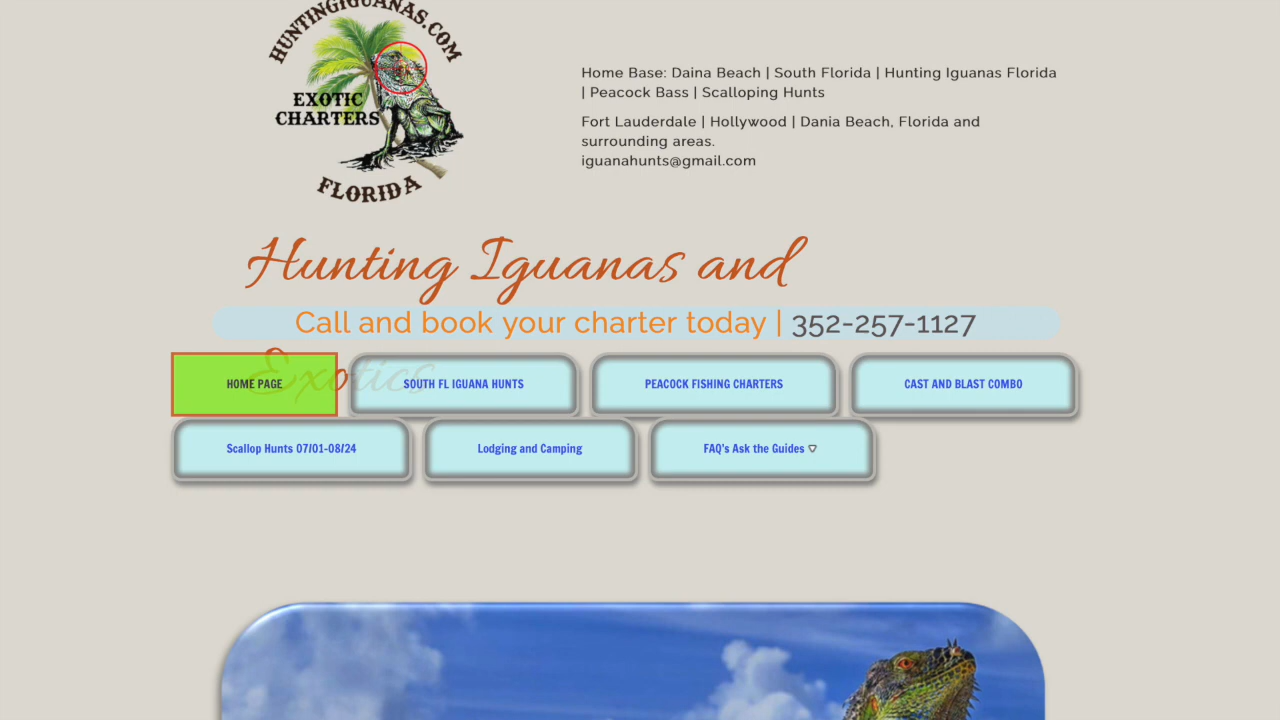 HUNTINGIGUANAS.COM
EXOTIC
CHARTERS
FLORIDA
Home Base: Daina Beach | South Florida | Hunting Iguanas Florida
| Peacock Bass | Scalloping Hunts
Fort Lauderdale | Hollywood | Dania Beach, Florida and
surrounding areas.
iguanahunts@gmail.com
Hunting Iguanas and
Call and book your charter today | 352-257-1127
Exotics
HOME PAGE SOUTH FL IGUANA HUNTS PEACOCK FISHING CHARTERS CAST AND BLAST COMBO
Scallop Hunts 07/01-08/24 Lodging and Camping FAQ's Ask the Guides